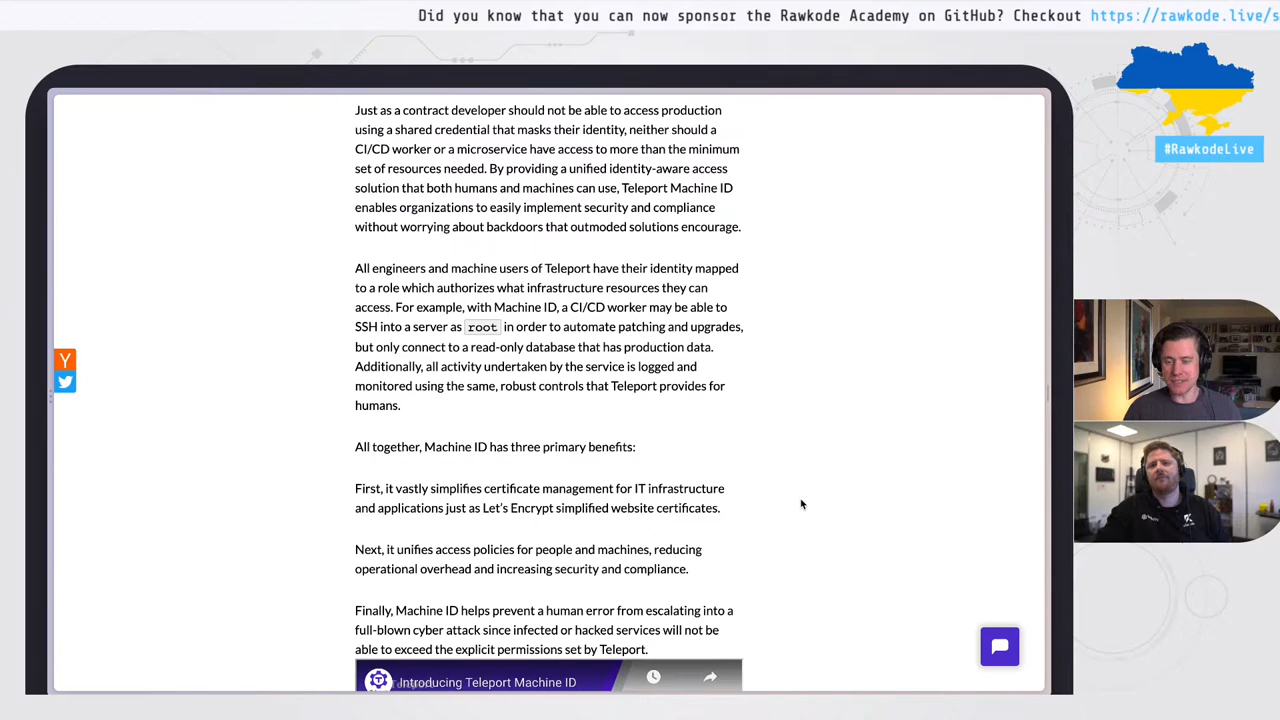 Did you know that you can now sponsor the Rawkode Academy on GitHub? Checkout https://rawkode.live/s
#RawkodeLive
Just as a contract developer should not be able to access production
using a shared credential that masks their identity, neither should a
CI/CD worker or a microservice have access to more than the minimum
set of resources needed. By providing a unified identity-aware access
solution that both humans and machines can use, Teleport Machine ID
enables organizations to easily implement security and compliance
without worrying about backdoors that outmoded solutions encourage.
All engineers and machine users of Teleport have their identity mapped
to a role which authorizes what infrastructure resources they can
access. For example, with Machine ID, a CI/CD worker may be able to
SSH into a server as root in order to automate patching and upgrades,
but only connect to a read-only database that has production data.
Additionally, all activity undertaken by the service is logged and
monitored using the same, robust controls that Teleport provides for
humans.
All together, Machine ID has three primary benefits:
First, it vastly simplifies certificate management for IT infrastructure
and applications just as Let's Encrypt simplified website certificates.
Next, it unifies access policies for people and machines, reducing
operational overhead and increasing security and compliance.
Finally, Machine ID helps prevent a human error from escalating into a
full-blown cyber attack since infected or hacked services will not be
able to exceed the explicit permissions set by Teleport.
Introducing Teleport Machine ID
Y